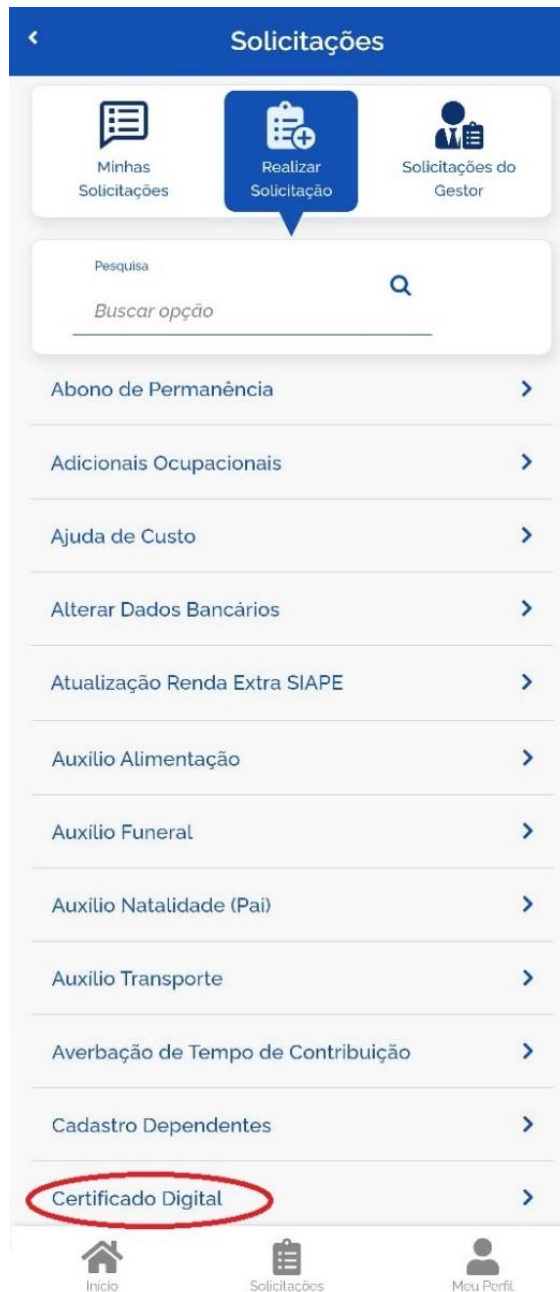 Solicitações
Minhas
Solicitações
Realizar
Solicitação
Solicitações do
Gestor
Pesquisa
Buscar opção
Abono de Permanência
Adicionais Ocupacionais
Ajuda de Custo
Alterar Dados Bancários
Atualização Renda Extra SIAPE
Auxílio Alimentação
Auxílio Funeral
Auxílio Natalidade (Pai)
Auxílio Transporte
Averbação de Tempo de Contribuição
Cadastro Dependentes
Certificado Digital
Início
Solicitações
Meu Perfil